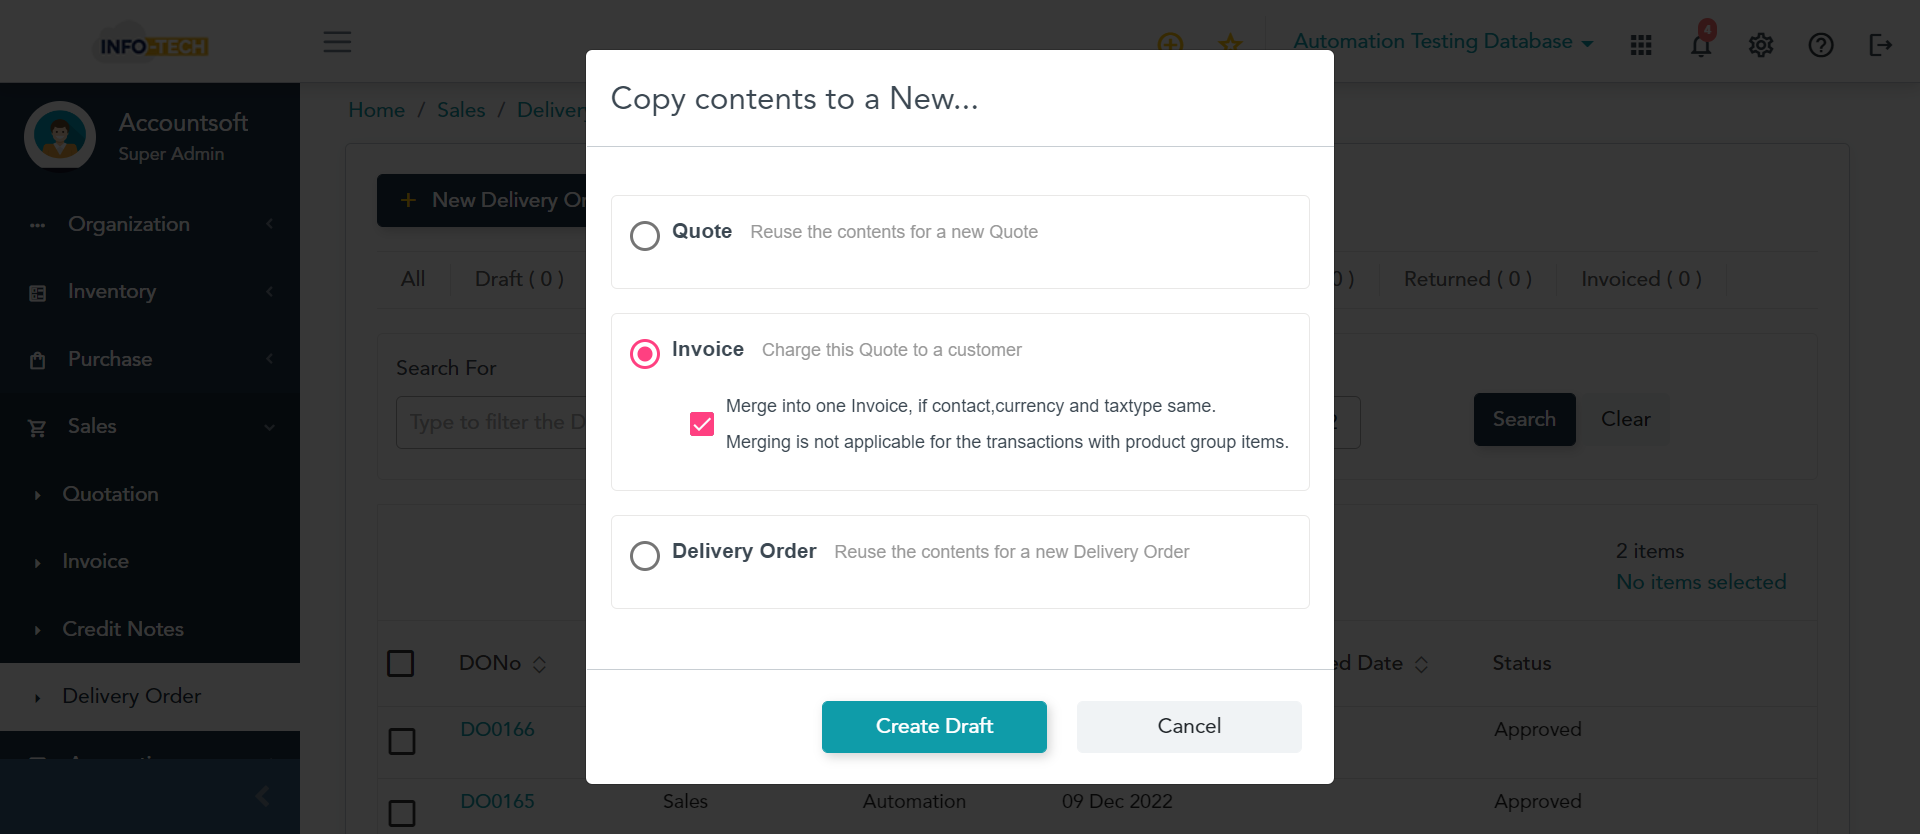 INFO-TECH
Automation Testing Database
4
Accountsoft
Super Admin
Organization
Inventory
Purchase
Sales
Quotation
Invoice
Credit Notes
Delivery Order
Home / Sales / Delivery
New Delivery Or
All
Draft ( 0 )
0 )
Returned ( 0 )
Invoiced ( 0 )
Search For
Type to filter the D
Search
Clear
2 items
No items selected
DONo
ed Date
Status
DO0166
Approved
DO0165
Sales
Automation
09 Dec 2022
Approved
Copy contents to a New...
Quote Reuse the contents for a new Quote
Invoice Charge this Quote to a customer
Merge into one Invoice, if contact,currency and taxtype same.
Merging is not applicable for the transactions with product group items.
Delivery Order Reuse the contents for a new Delivery Order
Create Draft
Cancel